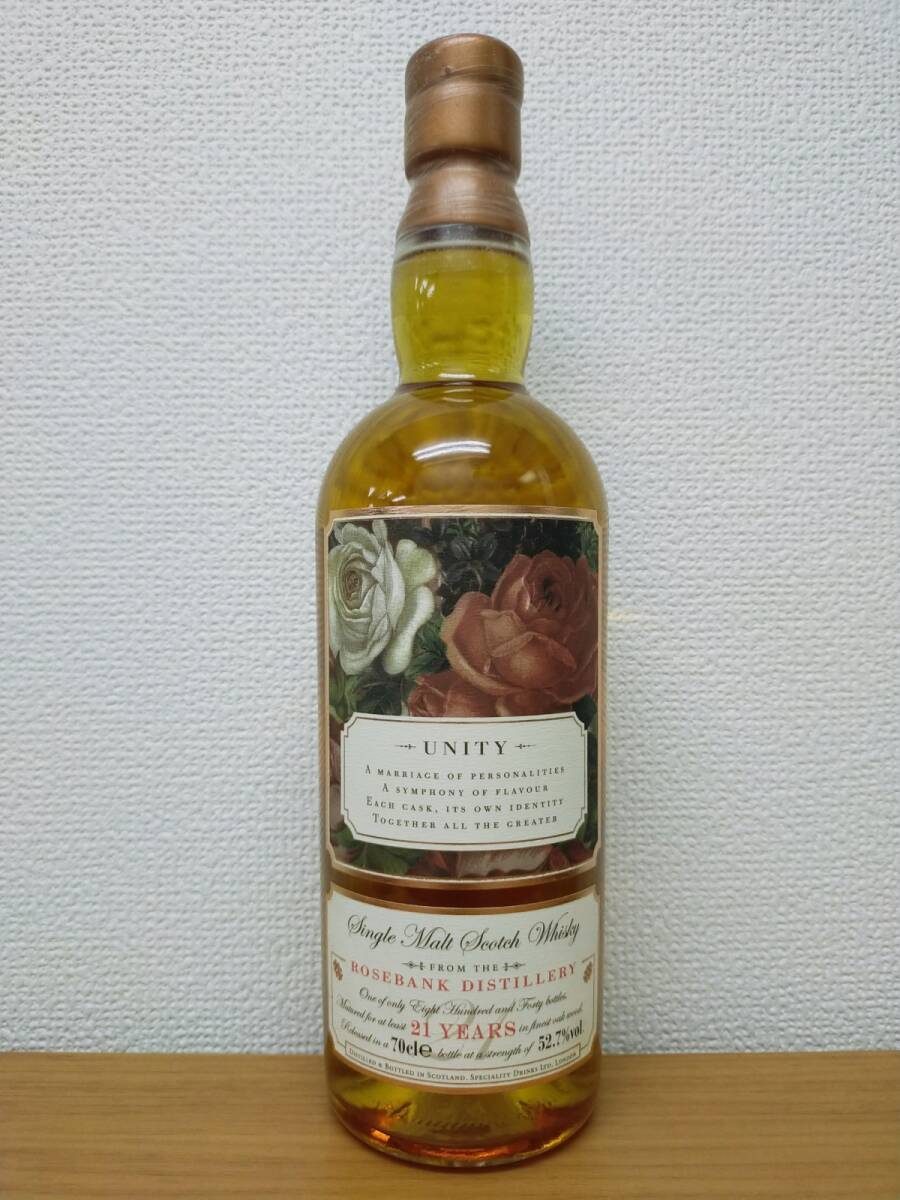 UNITY
A MARRIAGE OF PERSONALITIES
A SYMPHONY OF FLAVOUR
EACH CASK, ITS OWN IDENTITY
TOGETHER ALL THE GREATER
Single Malt Scotch Whisky
FROM THE
ROSEBANK DISTILLERY
One of only Eight Hundred and Forty bottles.
Matured for at least 21 YEARS in finest oak wood.
Released in a 70cl e bottle at a strength of 52.7%vol.
DISTILLED & BOTTLED IN SCOTLAND. SPECIALITY DRINKS LTD, LONDON